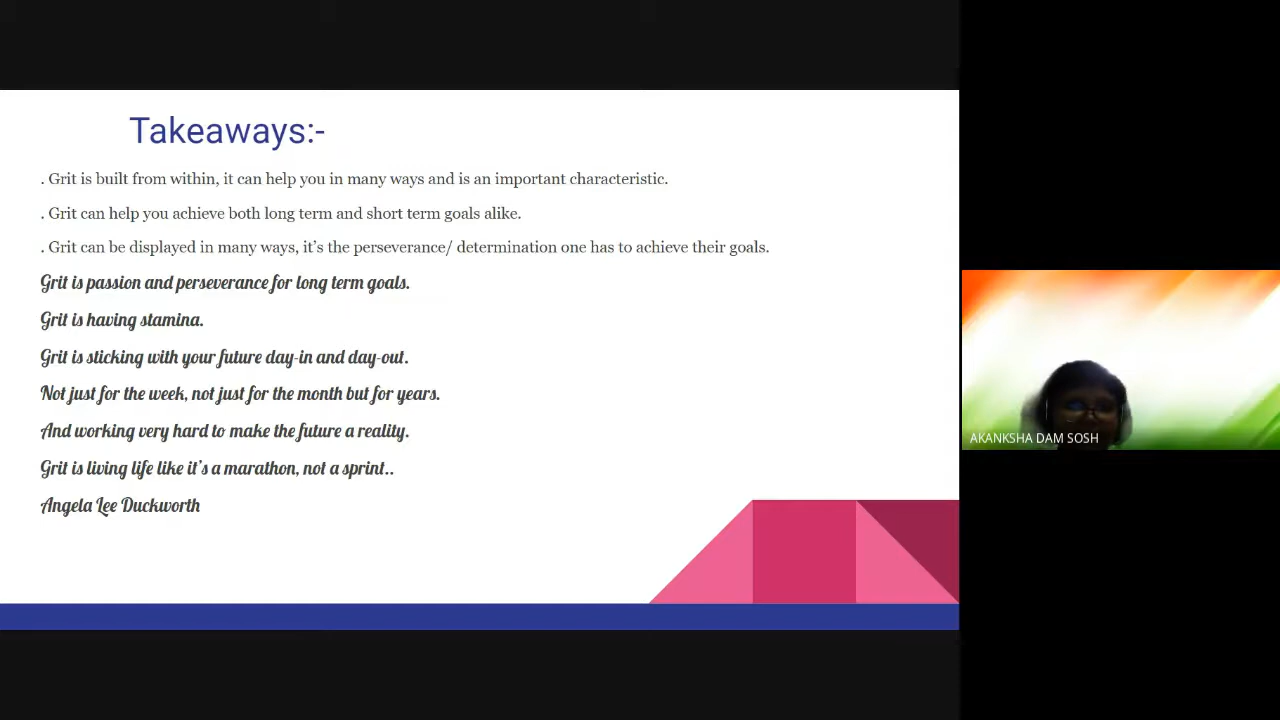 Takeaways:-
. Grit is built from within, it can help you in many ways and is an important characteristic.
. Grit can help you achieve both long term and short term goals alike.
. Grit can be displayed in many ways, it’s the perseverance/ determination one has to achieve their goals.
Grit is passion and perseverance for long term goals.
Grit is having stamina.
Grit is sticking with your future day-in and day-out.
Not just for the week, not just for the month but for years.
And working very hard to make the future a reality.
Grit is living life like it’s a marathon, not a sprint..
Angela Lee Duckworth
AKANKSHA DAM SOSH